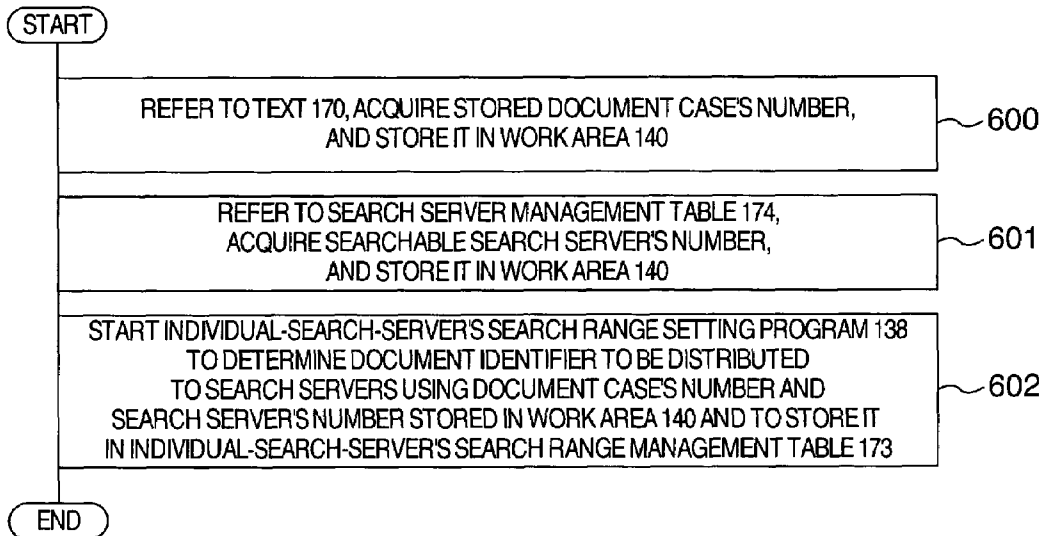 START
REFER TO TEXT 170, ACQUIRE STORED DOCUMENT CASE'S NUMBER,
AND STORE IT IN WORK AREA 140
600
REFER TO SEARCH SERVER MANAGEMENT TABLE 174,
ACQUIRE SEARCHABLE SEARCH SERVER'S NUMBER,
AND STORE IT IN WORK AREA 140
601
START INDIVIDUAL-SEARCH-SERVER'S SEARCH RANGE SETTING PROGRAM 138
TO DETERMINE DOCUMENT IDENTIFIER TO BE DISTRIBUTED
TO SEARCH SERVERS USING DOCUMENT CASE'S NUMBER AND
SEARCH SERVER'S NUMBER STORED IN WORK AREA 140 AND TO STORE IT
IN INDIVIDUAL-SEARCH-SERVER'S SEARCH RANGE MANAGEMENT TABLE 173
602
END